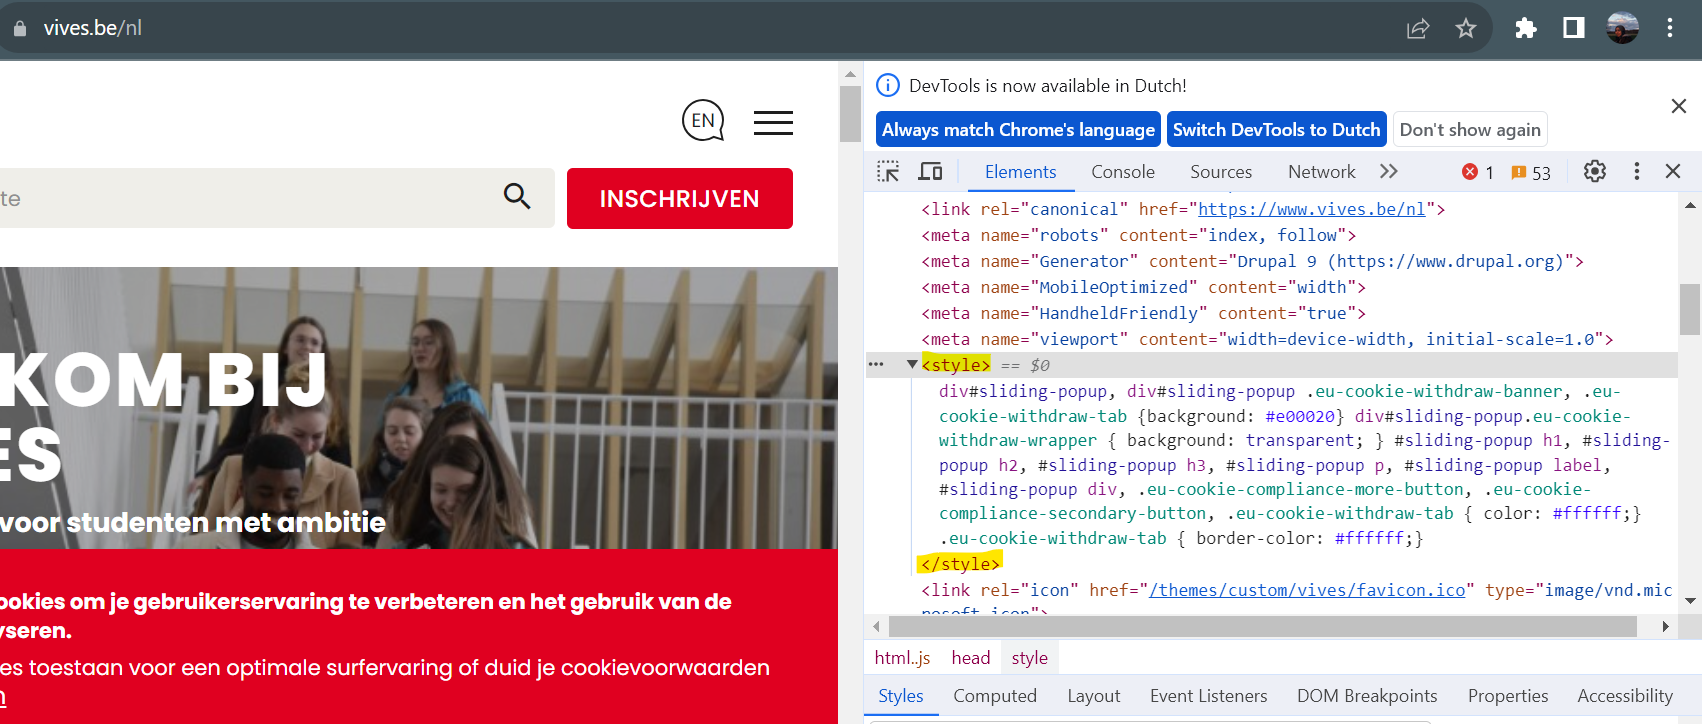 vives.be/nl
EN
te
INSCHRIJVEN
KOM BIJ
ES
voor studenten met ambitie
ookies om je gebruikerservaring te verbeteren en het gebruik van de
yseren.
es toestaan voor een optimale surfervaring of duid je cookievoorwaarden
n
DevTools is now available in Dutch!
Always match Chrome's language Switch DevTools to Dutch Don't show again
Elements Console Sources Network 1 53
<link rel="canonical" href="https://www.vives.be/nl">
<meta name="robots" content="index, follow">
<meta name="Generator" content="Drupal 9 (https://www.drupal.org)">
<meta name="MobileOptimized" content="width">
<meta name="HandheldFriendly" content="true">
<meta name="viewport" content="width=device-width, initial-scale=1.0">
<style> == $0
div#sliding-popup, div#sliding-popup .eu-cookie-withdraw-banner, .eu-
cookie-withdraw-tab {background: #e00020} div#sliding-popup.eu-cookie-
withdraw-wrapper { background: transparent; } #sliding-popup h1, #sliding-
popup h2, #sliding-popup h3, #sliding-popup p, #sliding-popup label,
#sliding-popup div, .eu-cookie-compliance-more-button, .eu-cookie-
compliance-secondary-button, .eu-cookie-withdraw-tab { color: #ffffff;}
.eu-cookie-withdraw-tab { border-color: #ffffff;}
</style>
<link rel="icon" href="/themes/custom/vives/favicon.ico" type="image/vnd.mic
rosoft.icon">
html..js head style
Styles Computed Layout Event Listeners DOM Breakpoints Properties Accessibility